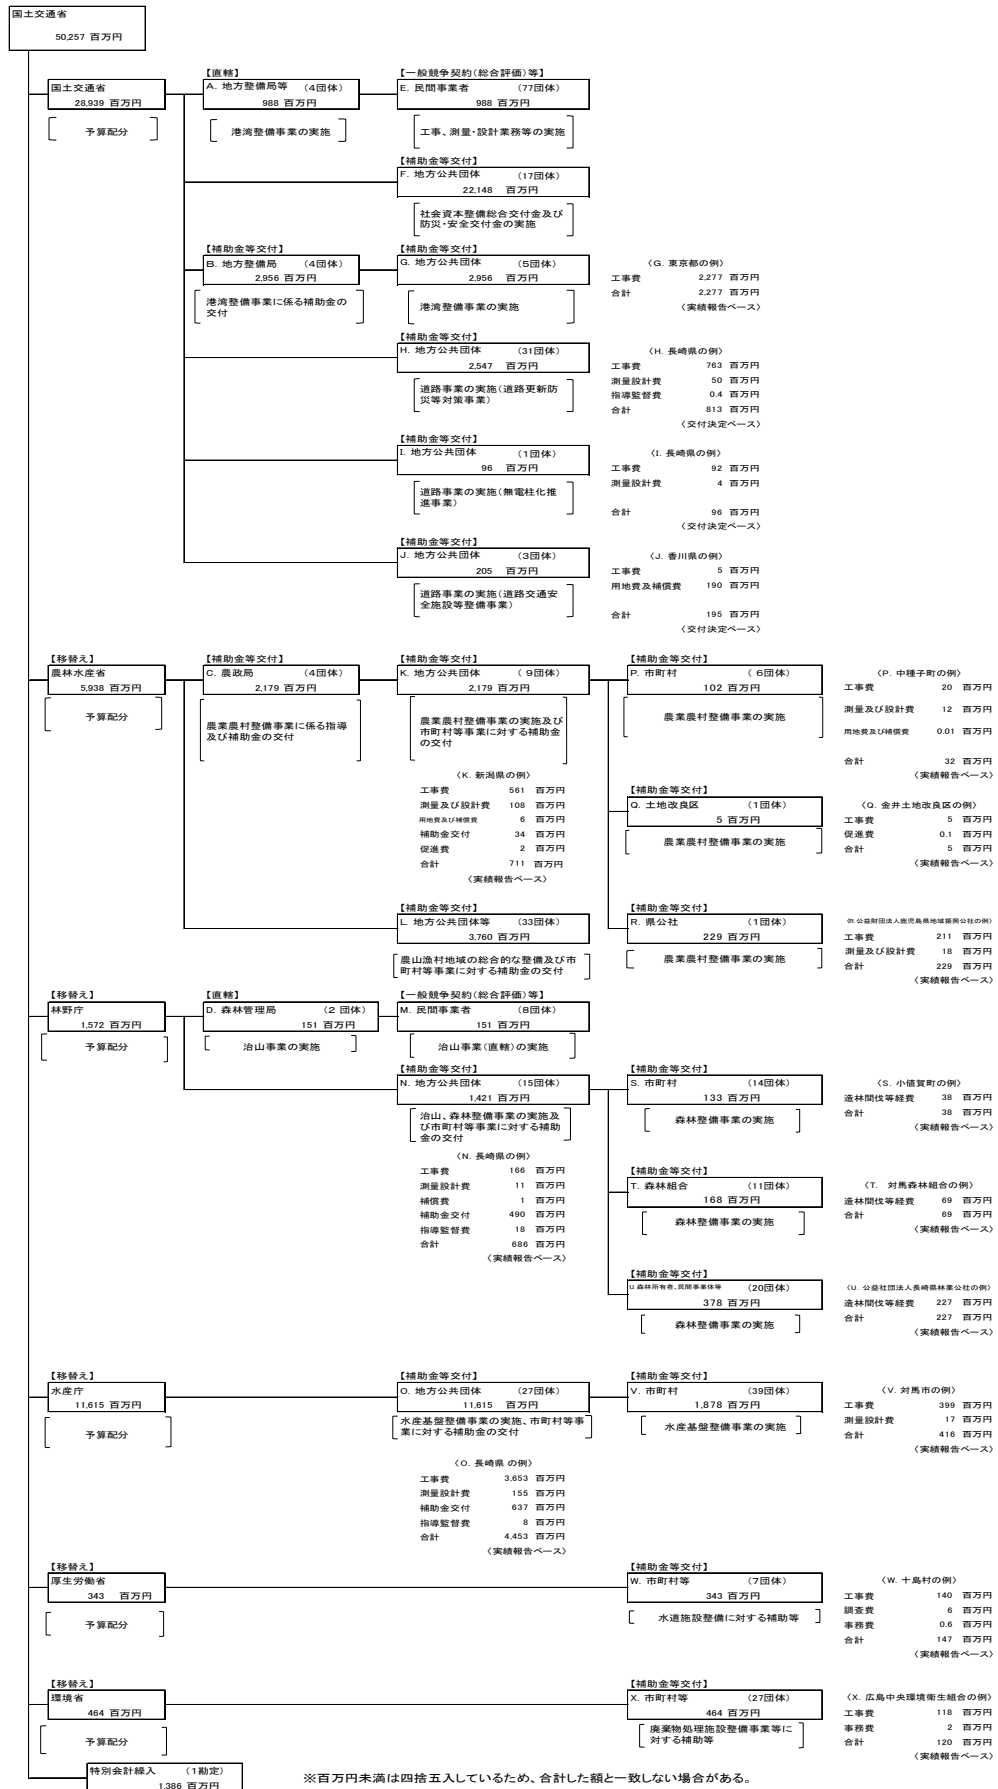 国土交通省
50,257 百万円
国土交通省
28,939 百万円
予算配分
【直轄】
A. 地方整備局等 (4団体)
988 百万円
港湾整備事業の実施
【一般競争契約(総合評価)等】
E. 民間事業者 (77団体)
988 百万円
工事、測量・設計業務等の実施
【補助金等交付】
F. 地方公共団体 (17団体)
22,148 百万円
社会資本整備総合交付金及び
防災・安全交付金の実施
【補助金等交付】
B. 地方整備局 (4団体)
2,956 百万円
港湾整備事業に係る補助金の
交付
【補助金等交付】
G. 地方公共団体 (5団体)
2,956 百万円
港湾整備事業の実施
〈G. 東京都の例〉
工事費 2,277 百万円
合計 2,277 百万円
〈実績報告ベース〉
【補助金等交付】
H. 地方公共団体 (31団体)
2,547 百万円
道路事業の実施(道路更新防
災等対策事業)
〈H. 長崎県の例〉
工事費 763 百万円
測量設計費 50 百万円
指導監督費 0.4 百万円
合計 813 百万円
〈交付決定ベース〉
【補助金等交付】
I. 地方公共団体 (1団体)
96 百万円
道路事業の実施(無電柱化推
進事業)
〈I. 長崎県の例〉
工事費 92 百万円
測量設計費 4 百万円
合計 96 百万円
〈交付決定ベース〉
【補助金等交付】
J. 地方公共団体 (3団体)
205 百万円
道路事業の実施(道路交通安
全施設等整備事業)
〈J. 香川県の例〉
工事費 5 百万円
用地費及補償費 190 百万円
合計 195 百万円
〈交付決定ベース〉
【移替え】
農林水産省
5,938 百万円
予算配分
【補助金等交付】
C. 農政局 (4団体)
2,179 百万円
農業農村整備事業に係る指導
及び補助金の交付
【補助金等交付】
K. 地方公共団体 ( 9団体)
2,179 百万円
農業農村整備事業の実施及び
市町村等事業に対する補助金
の交付
〈K. 新潟県の例〉
工事費 561 百万円
測量及び設計費 108 百万円
用地費及び補償費 6 百万円
補助金交付 34 百万円
促進費 2 百万円
合計 711 百万円
〈実績報告ベース〉
【補助金等交付】
P. 市町村 ( 6団体)
102 百万円
農業農村整備事業の実施
〈P. 中種子町の例〉
工事費 20 百万円
測量及び設計費 12 百万円
用地費及び補償費 0.01 百万円
合計 32 百万円
〈実績報告ベース〉
【補助金等交付】
Q. 土地改良区 (1団体)
5 百万円
農業農村整備事業の実施
〈Q. 金井土地改良区の例〉
工事費 5 百万円
促進費 0.1 百万円
合計 5 百万円
〈実績報告ベース〉
【補助金等交付】
L. 地方公共団体等 (33団体)
3,760 百万円
農山漁村地域の総合的な整備及び市
町村等事業に対する補助金の交付
【補助金等交付】
R. 県公社 (1団体)
229 百万円
農業農村整備事業の実施
〈R.公益財団法人鹿児島県地域振興公社の例〉
工事費 211 百万円
測量及び設計費 18 百万円
合計 229 百万円
〈実績報告ベース〉
【移替え】
林野庁
1,572 百万円
予算配分
【直轄】
D. 森林管理局 (2 団体)
151 百万円
治山事業の実施
【一般競争契約(総合評価)等】
M. 民間事業者 (8団体)
151 百万円
治山事業(直轄)の実施
【補助金等交付】
N. 地方公共団体 (15団体)
1,421 百万円
治山、森林整備事業の実施及
び市町村等事業に対する補助
金の交付
〈N. 長崎県の例〉
工事費 166 百万円
測量設計費 11 百万円
補償費 1 百万円
補助金交付 490 百万円
指導監督費 18 百万円
合計 686 百万円
〈実績報告ベース〉
【補助金等交付】
S. 市町村 (14団体)
133 百万円
森林整備事業の実施
〈S. 小値賀町の例〉
造林間伐等経費 38 百万円
合計 38 百万円
〈実績報告ベース〉
【補助金等交付】
T. 森林組合 (11団体)
168 百万円
森林整備事業の実施
〈T. 対馬森林組合の例〉
造林間伐等経費 69 百万円
合計 69 百万円
〈実績報告ベース〉
【補助金等交付】
U.森林所有者、民間事業体等 (20団体)
378 百万円
森林整備事業の実施
〈U. 公益社団法人長崎県林業公社の例〉
造林間伐等経費 227 百万円
合計 227 百万円
〈実績報告ベース〉
【移替え】
水産庁
11,615 百万円
予算配分
【補助金等交付】
O. 地方公共団体 (27団体)
11,615 百万円
水産基盤整備事業の実施、市町村等事
業に対する補助金の交付
〈O. 長崎県 の例〉
工事費 3,653 百万円
測量設計費 155 百万円
補助金交付 637 百万円
指導監督費 8 百万円
合計 4,453 百万円
〈実績報告ベース〉
【補助金等交付】
V. 市町村 (39団体)
1,878 百万円
水産基盤整備事業の実施
〈V. 対馬市の例〉
工事費 399 百万円
測量設計費 17 百万円
合計 416 百万円
〈実績報告ベース〉
【移替え】
厚生労働省
343 百万円
予算配分
【補助金等交付】
W. 市町村等 (7団体)
343 百万円
水道施設整備に対する補助等
〈W. 十島村の例〉
工事費 140 百万円
調査費 6 百万円
事務費 0.6 百万円
合計 147 百万円
〈実績報告ベース〉
【移替え】
環境省
464 百万円
予算配分
【補助金等交付】
X. 市町村等 (27団体)
464 百万円
廃棄物処理施設整備事業等に
対する補助等
〈X. 広島中央環境衛生組合の例〉
工事費 118 百万円
事務費 2 百万円
合計 120 百万円
〈実績報告ベース〉
特別会計繰入 (1勘定)
1,386 百万円
※百万円未満は四捨五入しているため、合計した額と一致しない場合がある。